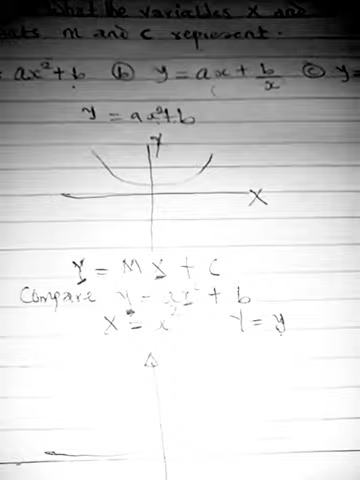 What the variables X and
m and c represent.
ax² + b (b) y = ax + b/x (c) y =
y = ax² + b
Y
X
Y = M X + C
Compare y = ax² + b
X = x² Y = y